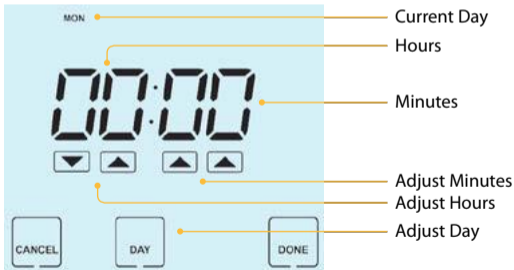 MON
Current Day
Hours
00:00
Minutes
Adjust Minutes
Adjust Hours
Adjust Day
CANCEL
DAY
DONE